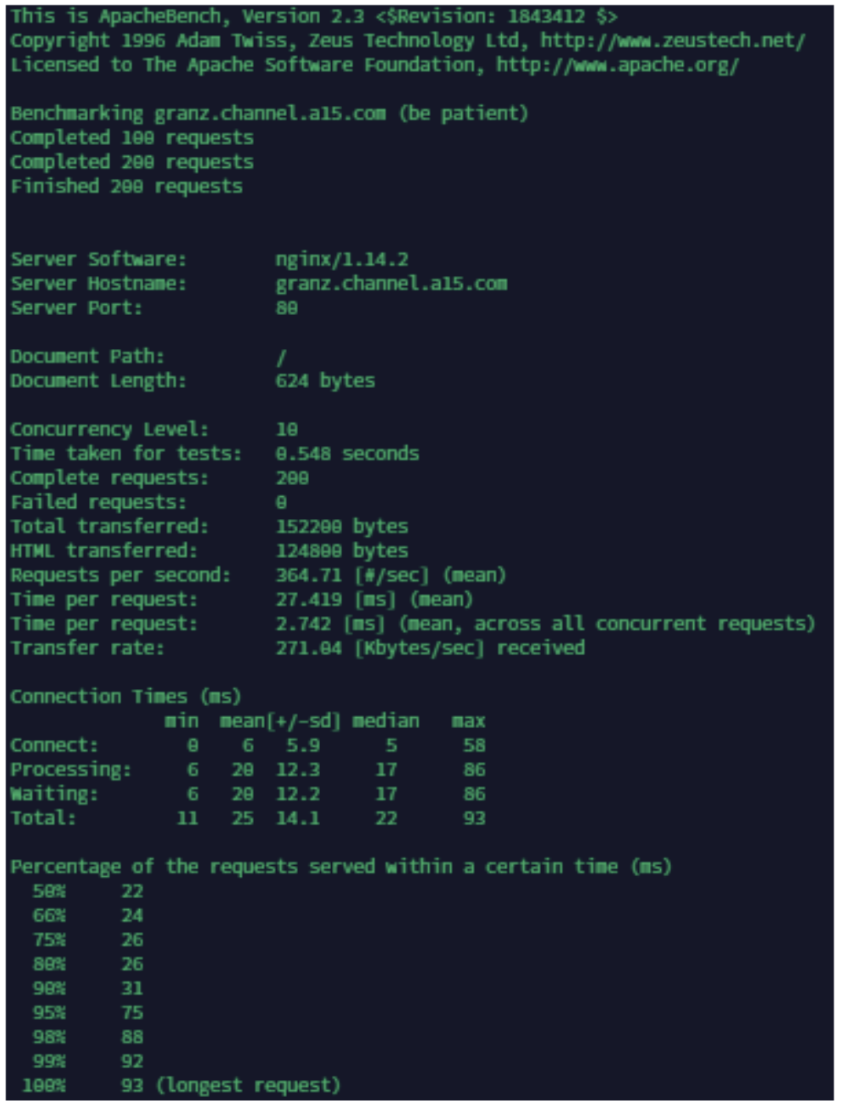 This is ApacheBench, Version 2.3 <$Revision: 1843412 $>
Copyright 1996 Adam Twiss, Zeus Technology Ltd, http://www.zeustech.net/
Licensed to The Apache Software Foundation, http://www.apache.org/

Benchmarking granz.channel.a15.com (be patient)
Completed 100 requests
Completed 200 requests
Finished 200 requests

Server Software:        nginx/1.14.2
Server Hostname:        granz.channel.a15.com
Server Port:            80

Document Path:          /
Document Length:        624 bytes

Concurrency Level:      10
Time taken for tests:   0.548 seconds
Complete requests:      200
Failed requests:        0
Total transferred:      152200 bytes
HTML transferred:       124800 bytes
Requests per second:    364.71 [#/sec] (mean)
Time per request:       27.419 [ms] (mean)
Time per request:       2.742 [ms] (mean, across all concurrent requests)
Transfer rate:          271.04 [Kbytes/sec] received

Connection Times (ms)
              min  mean[+/-sd] median   max
Connect:        0    6   5.9      5      58
Processing:     6   20  12.3     17      86
Waiting:        6   20  12.2     17      86
Total:         11   25  14.1     22      93

Percentage of the requests served within a certain time (ms)
  50%     22
  66%     24
  75%     26
  80%     26
  90%     31
  95%     75
  98%     88
  99%     92
 100%     93 (longest request)